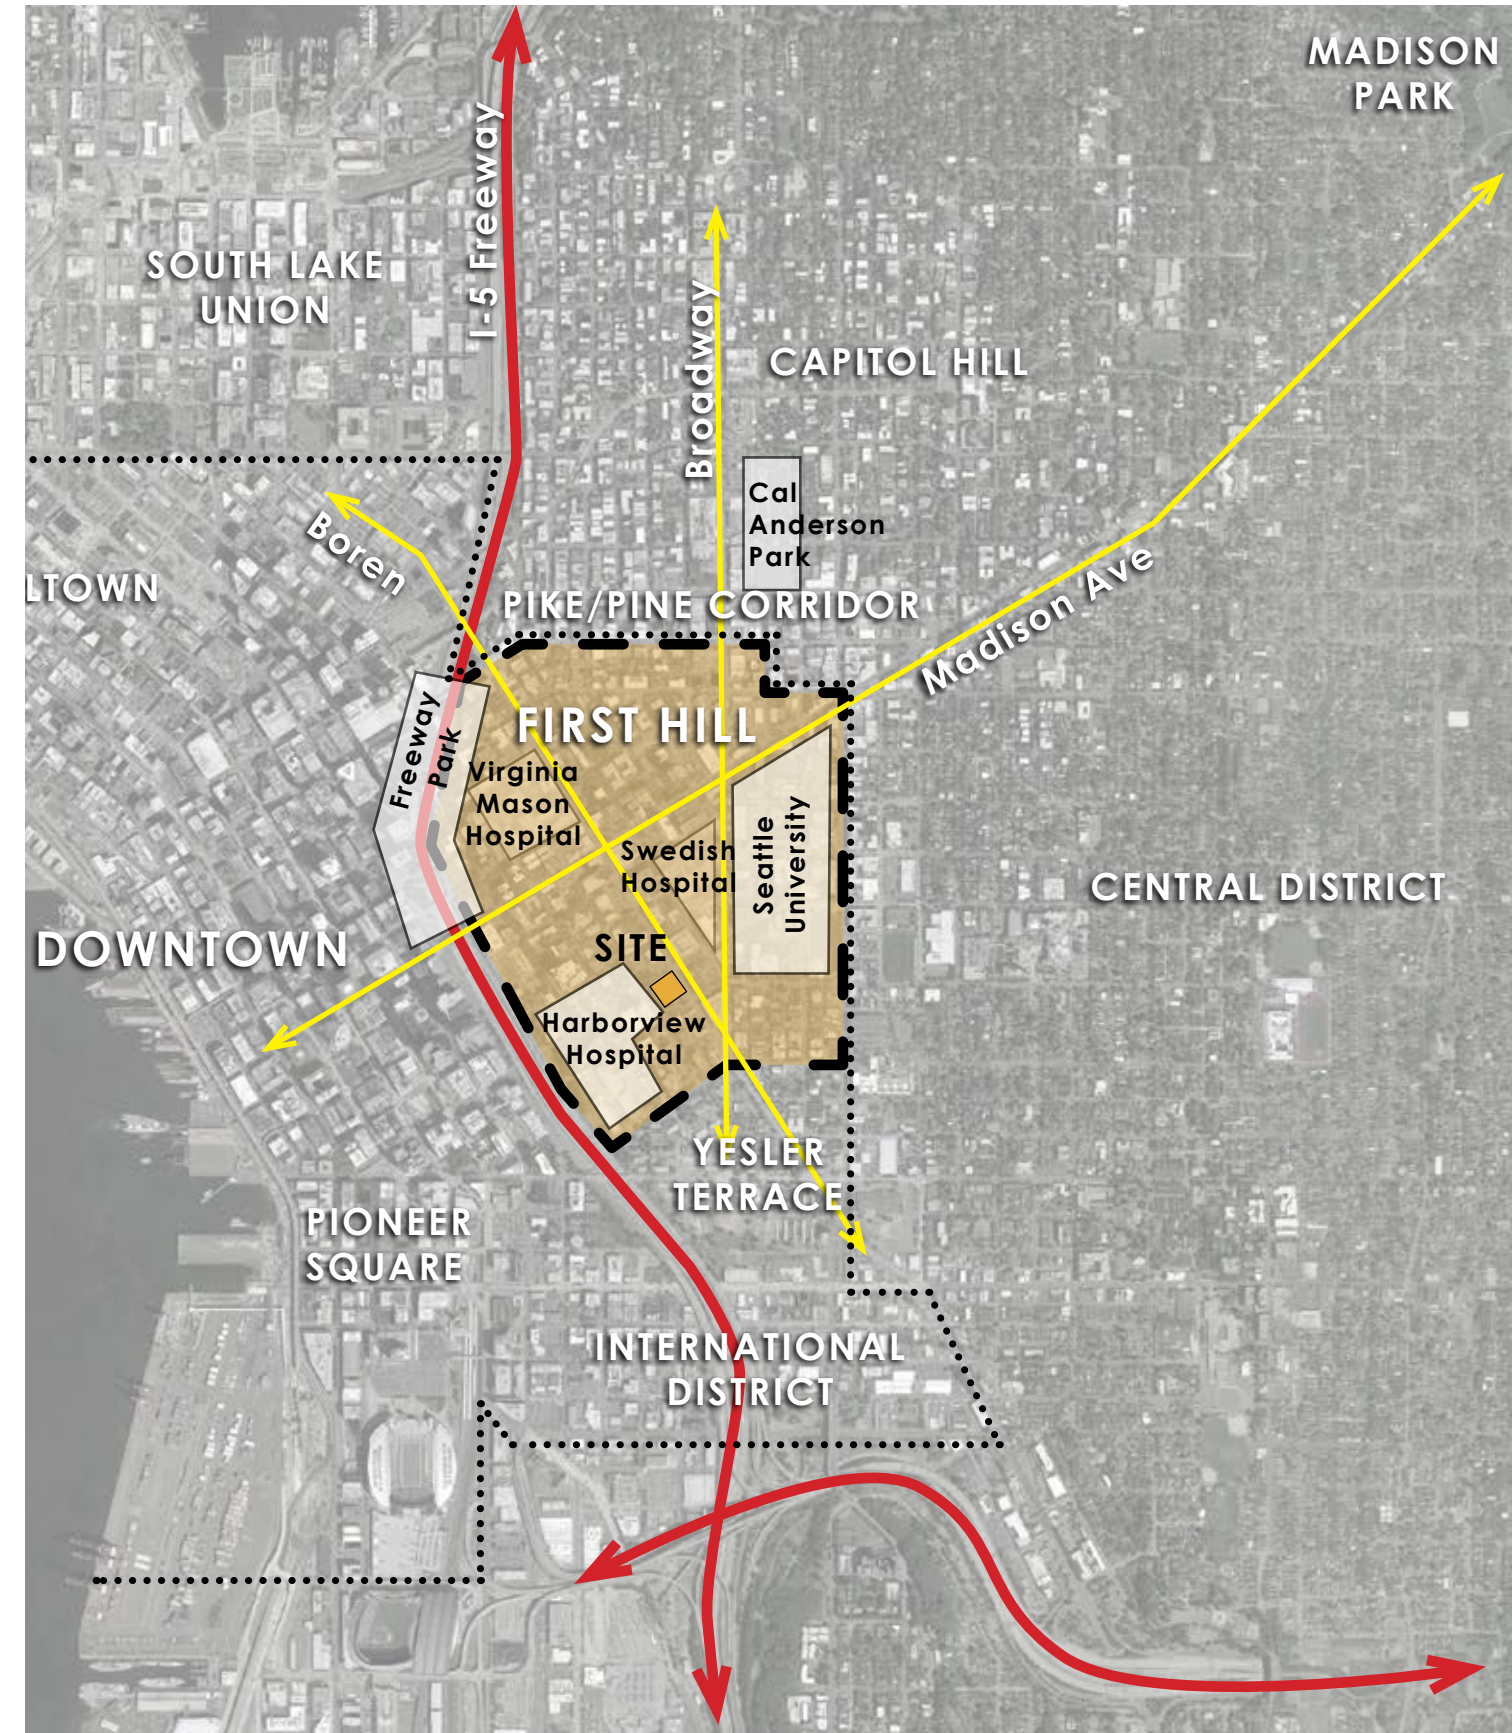 MADISON
PARK
I-5 Freeway
SOUTH LAKE
UNION
Broadway
CAPITOL HILL
Cal
Anderson
Park
Boren
LTOWN
PIKE/PINE CORRIDOR
Madison Ave
Freeway
Park
FIRST HILL
Virginia
Mason
Hospital
Swedish
Hospital
Seattle
University
CENTRAL DISTRICT
DOWNTOWN
SITE
Harborview
Hospital
YESLER
TERRACE
PIONEER
SQUARE
INTERNATIONAL
DISTRICT